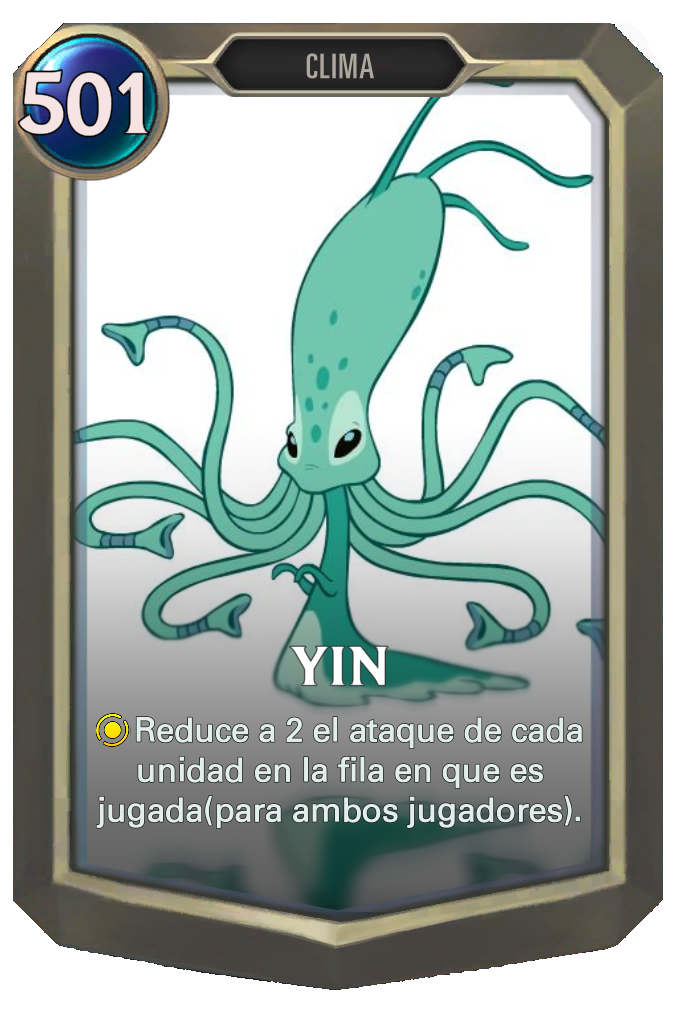 CLIMA
501
YIN
Reduce a 2 el ataque de cada
unidad en la fila en que es
jugada(para ambos jugadores).